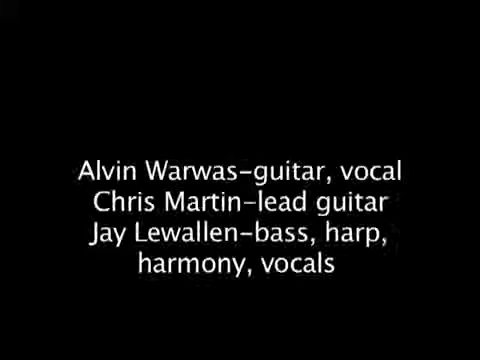 Alvin Warwas-guitar, vocal
Chris Martin-lead guitar
Jay Lewallen-bass, harp,
harmony, vocals